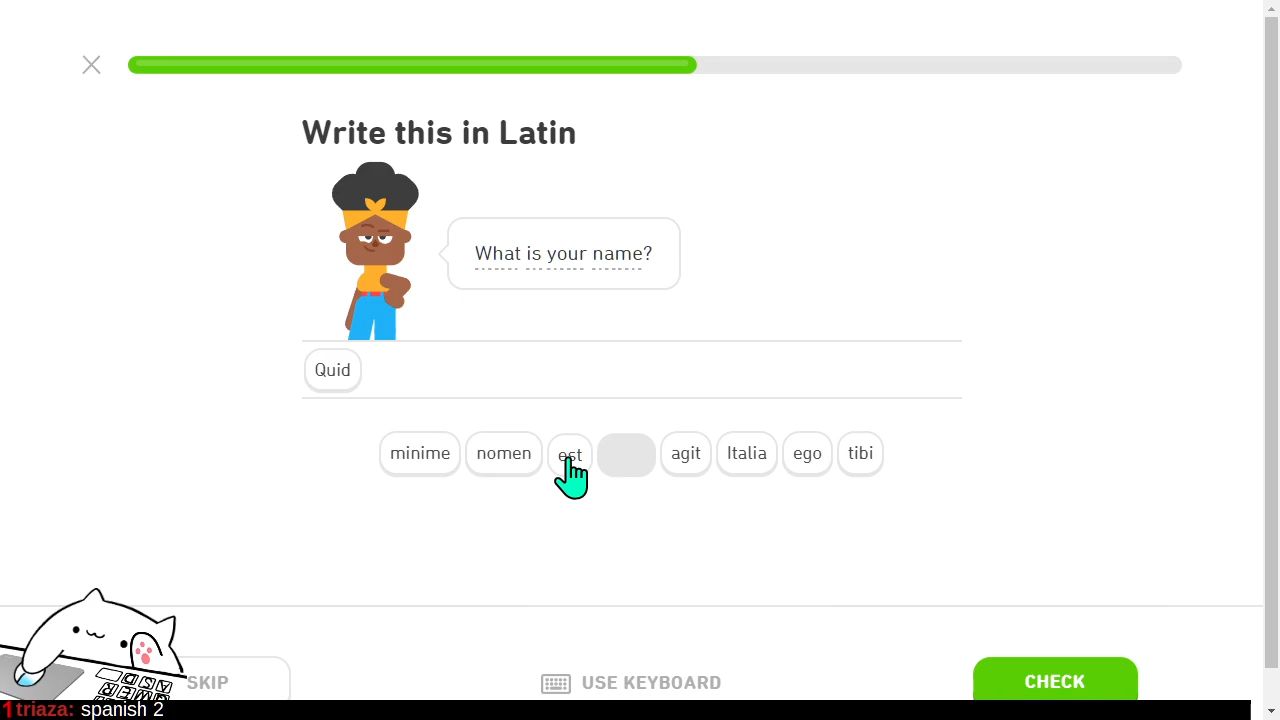 Write this in Latin
What is your name?
Quid
minime nomen est agit Italia ego tibi
SKIP USE KEYBOARD CHECK
1triaza: spanish 2